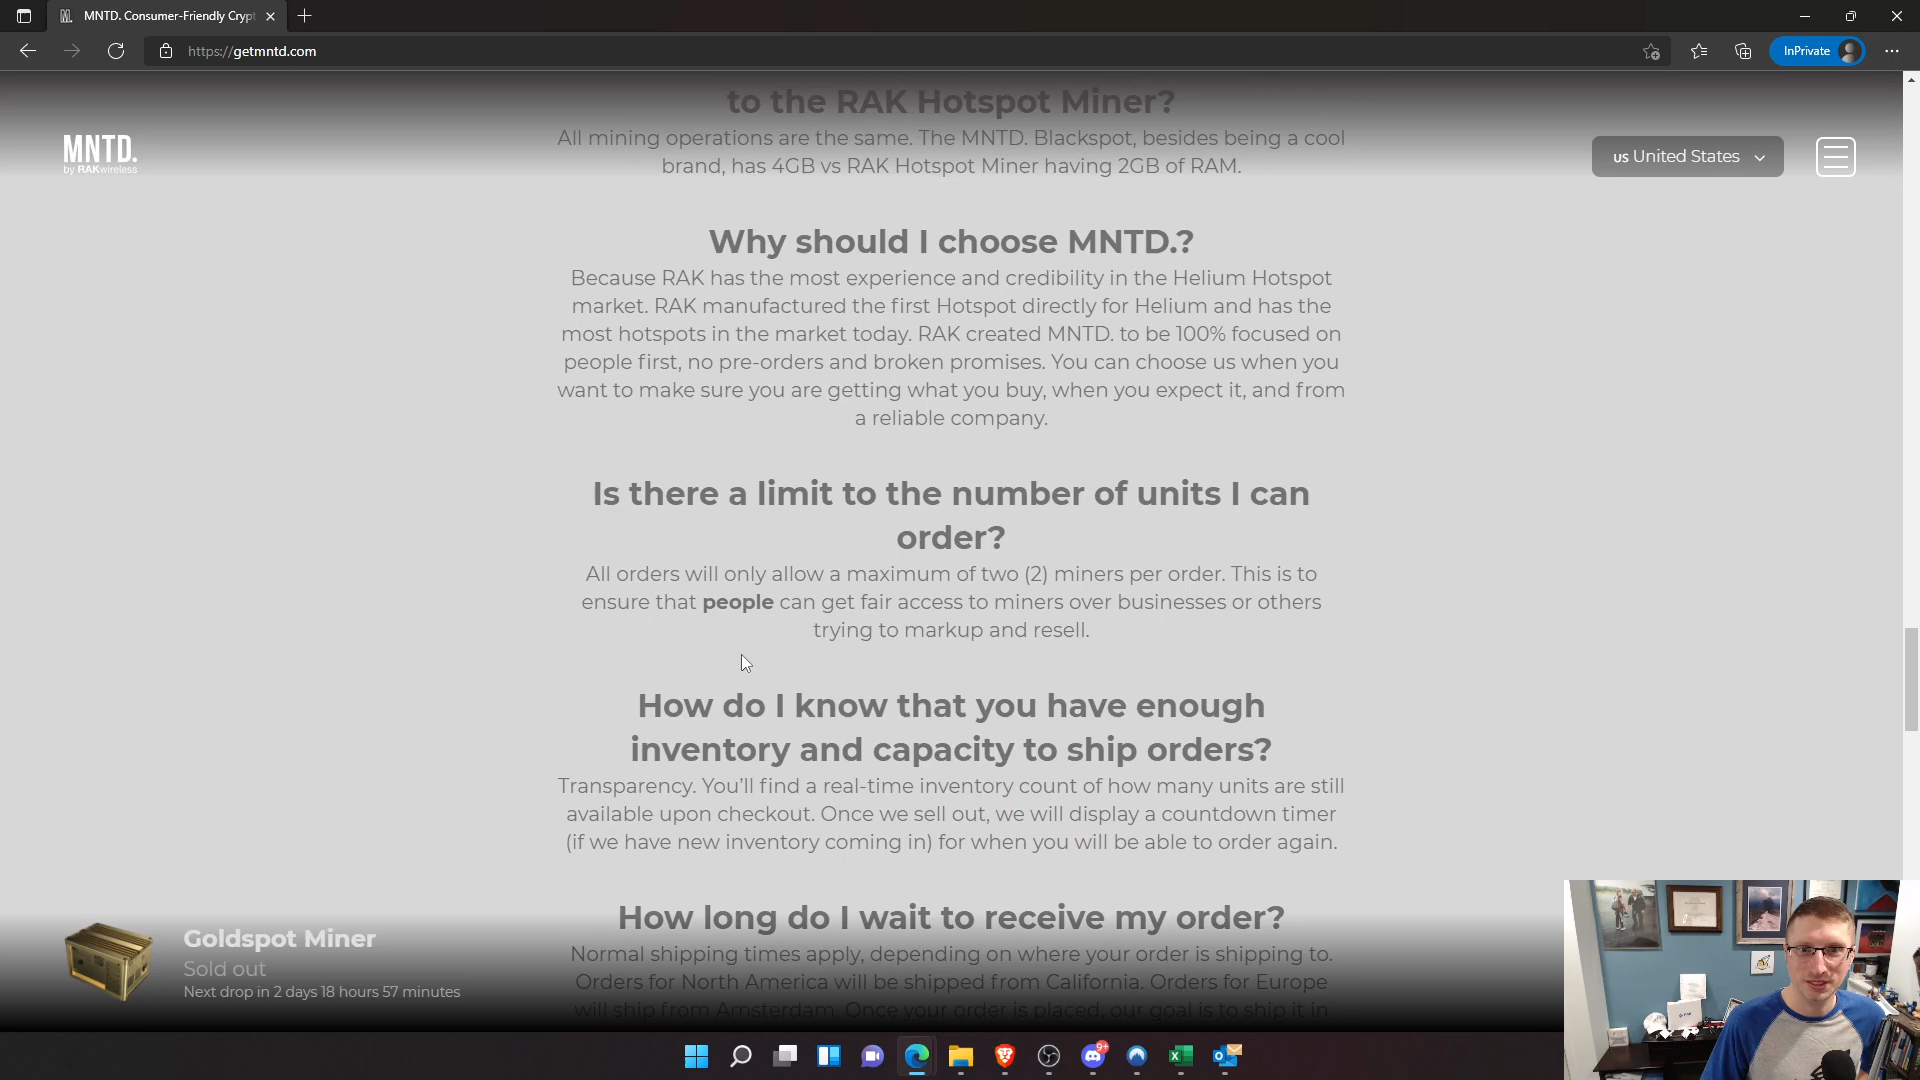 MNTD. Consumer-Friendly Cryp
https://getmntd.com
InPrivate
to the RAK Hotspot Miner?
All mining operations are the same. The MNTD. Blackspot, besides being a cool
brand, has 4GB vs RAK Hotspot Miner having 2GB of RAM.
MNTD.
by RAKwireless
US United States
Why should I choose MNTD.?
Because RAK has the most experience and credibility in the Helium Hotspot
market. RAK manufactured the first Hotspot directly for Helium and has the
most hotspots in the market today. RAK created MNTD. to be 100% focused on
people first, no pre-orders and broken promises. You can choose us when you
want to make sure you are getting what you buy, when you expect it, and from
a reliable company.
Is there a limit to the number of units I can
order?
All orders will only allow a maximum of two (2) miners per order. This is to
ensure that people can get fair access to miners over businesses or others
trying to markup and resell.
How do I know that you have enough
inventory and capacity to ship orders?
Transparency. You'll find a real-time inventory count of how many units are still
available upon checkout. Once we sell out, we will display a countdown timer
(if we have new inventory coming in) for when you will be able to order again.
How long do I wait to receive my order?
Normal shipping times apply, depending on where your order is shipping to.
Orders for North America will be shipped from California. Orders for Europe
will ship from Amsterdam. Once your order is placed, our goal is to ship it in
Goldspot Miner
Sold out
Next drop in 2 days 18 hours 57 minutes
9+